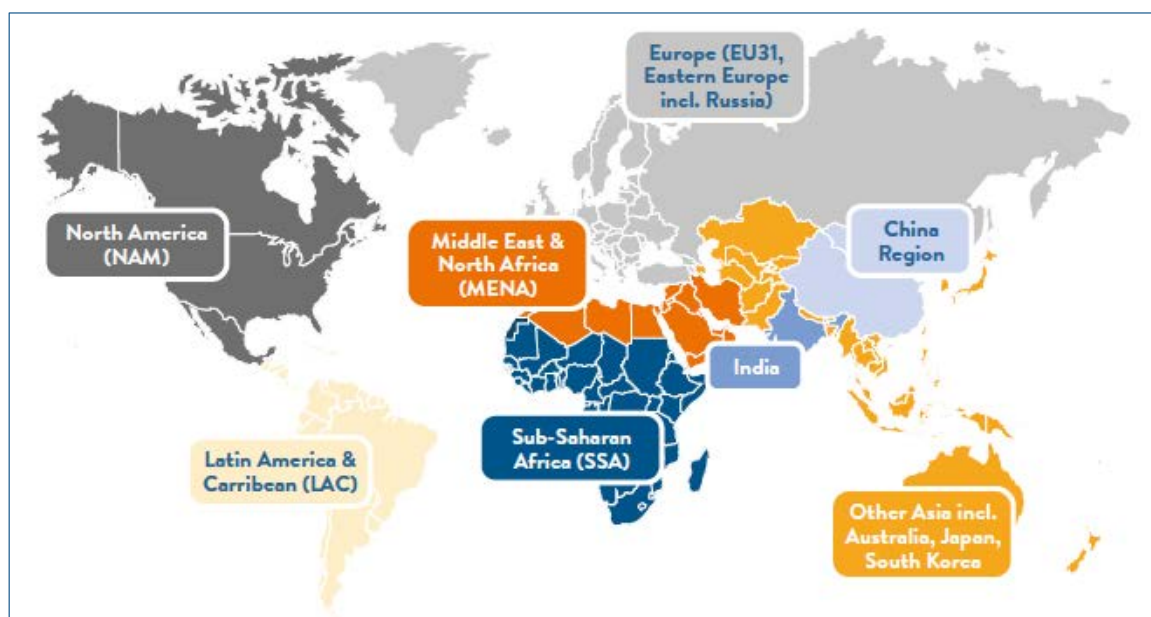 Europe (EU31,
Eastern Europe
incl. Russia)
North America
(NAM)
Middle East &
North Africa
(MENA)
China
Region
India
Latin America &
Carribean (LAC)
Sub-Saharan
Africa (SSA)
Other Asia incl.
Australia, Japan,
South Korea